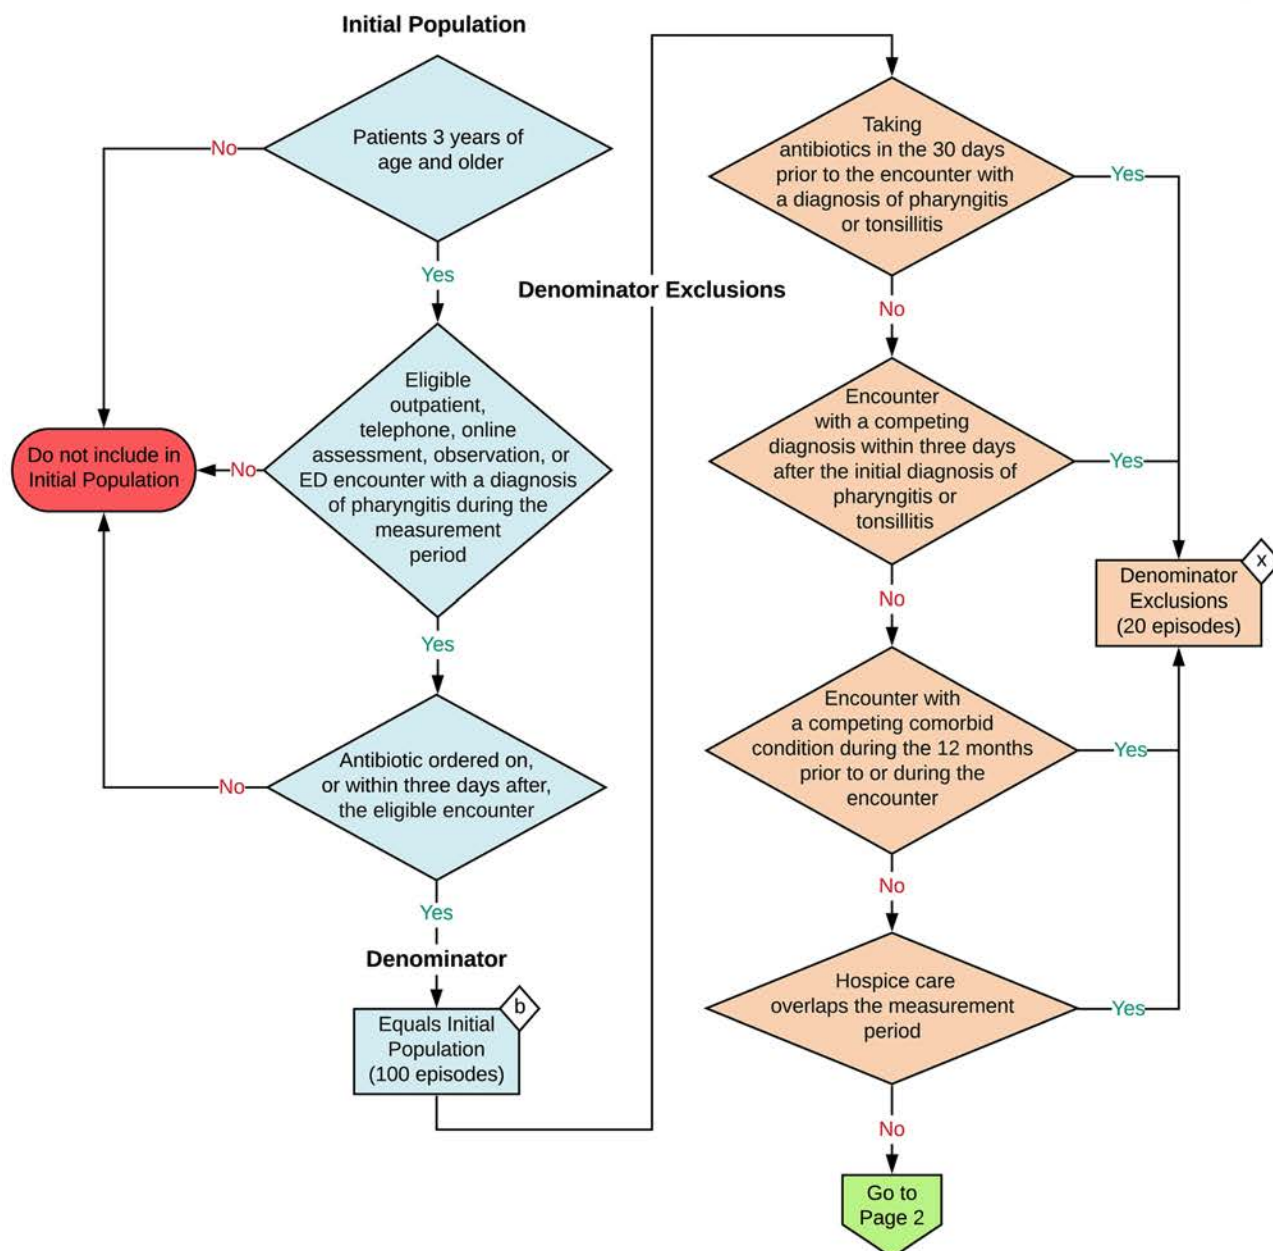 Initial Population
Patients 3 years of
age and older
No
Yes
Eligible
outpatient,
telephone, online
assessment, observation, or
ED encounter with a diagnosis
of pharyngitis during the
measurement
period
No
Do not include in
Initial Population
Yes
Antibiotic ordered on,
or within three days after,
the eligible encounter
No
Yes
Denominator
b
Equals Initial
Population
(100 episodes)
Denominator Exclusions
Taking
antibiotics in the 30 days
prior to the encounter with
a diagnosis of pharyngitis
or tonsillitis
Yes
No
Encounter
with a competing
diagnosis within three days
after the initial diagnosis of
pharyngitis or
tonsillitis
Yes
No
x
Denominator
Exclusions
(20 episodes)
Encounter with
a competing comorbid
condition during the 12 months
prior to or during the
encounter
Yes
No
Hospice care
overlaps the measurement
period
Yes
No
Go to
Page 2